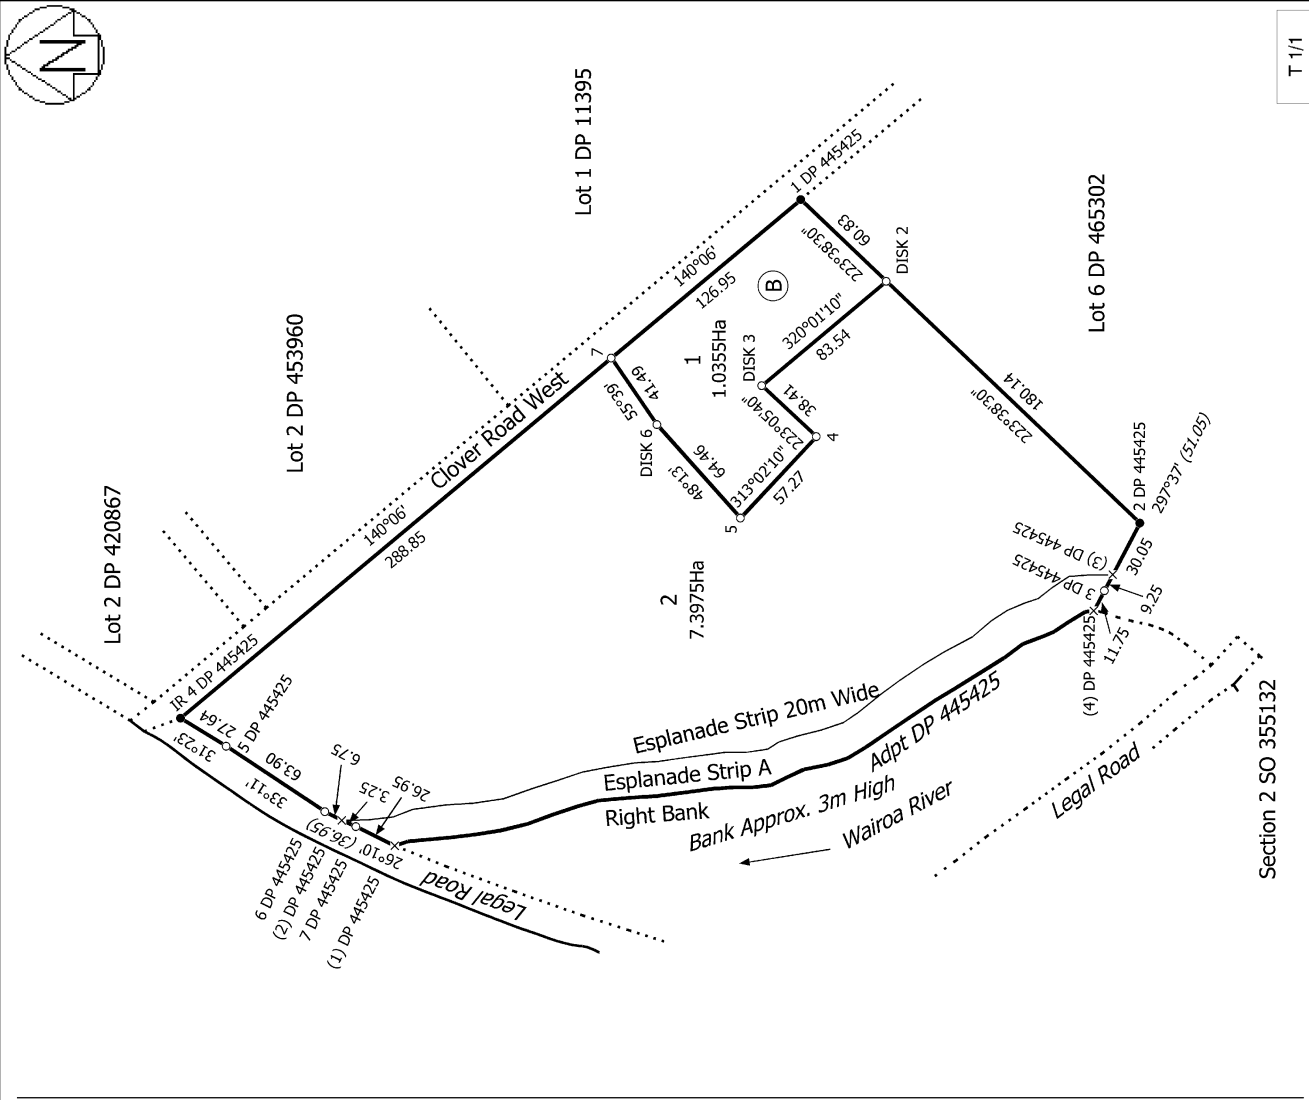 N
T 1/1
Lot 1 DP 11395
Lot 2 DP 453960
Lot 2 DP 420867
Lot 6 DP 465302
Section 2 SO 355132
1 DP 445425
60.83
223°38'30"
DISK 2
140°06'
126.95
B
1
1.0355Ha
320°01'10"
83.54
DISK 3
38.41
223°05'40"
4
313°02'10"
57.27
5
48°13'
64.46
DISK 6
55°39'
41.49
7
Clover Road West
140°06'
288.85
180.14
223°38'30"
2 DP 445425
297°37' (51.05)
30.05
(3) DP 445425
3 DP 445425
9.25
11.75
(4) DP 445425
2
7.3975Ha
IR 4 DP 445425
27.64
31°23'
5 DP 445425
63.90
33°11'
6.75
3.25
26.95
(36.95)
26°10'
6 DP 445425
(2) DP 445425
7 DP 445425
(1) DP 445425
Legal Road
Esplanade Strip 20m Wide
Esplanade Strip A
Right Bank
Adpt DP 445425
Bank Approx. 3m High
Wairoa River
Legal Road